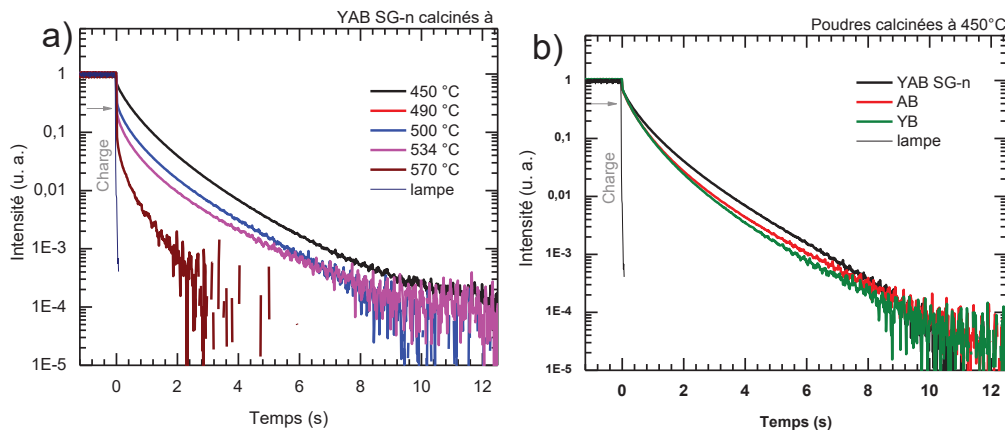 YAB SG-n calcinés à
a)
Intensité (u. a.)
1
0,1
0,01
1E-3
1E-4
1E-5
Charge
450 °C
490 °C
500 °C
534 °C
570 °C
lampe
0 2 4 6 8 10 12
Temps (s)
Poudres calcinées à 450°C
b)
Intensité (u. a.)
1
0,1
0,01
1E-3
1E-4
1E-5
Charge
YAB SG-n
AB
YB
lampe
0 2 4 6 8 10 12
Temps (s)